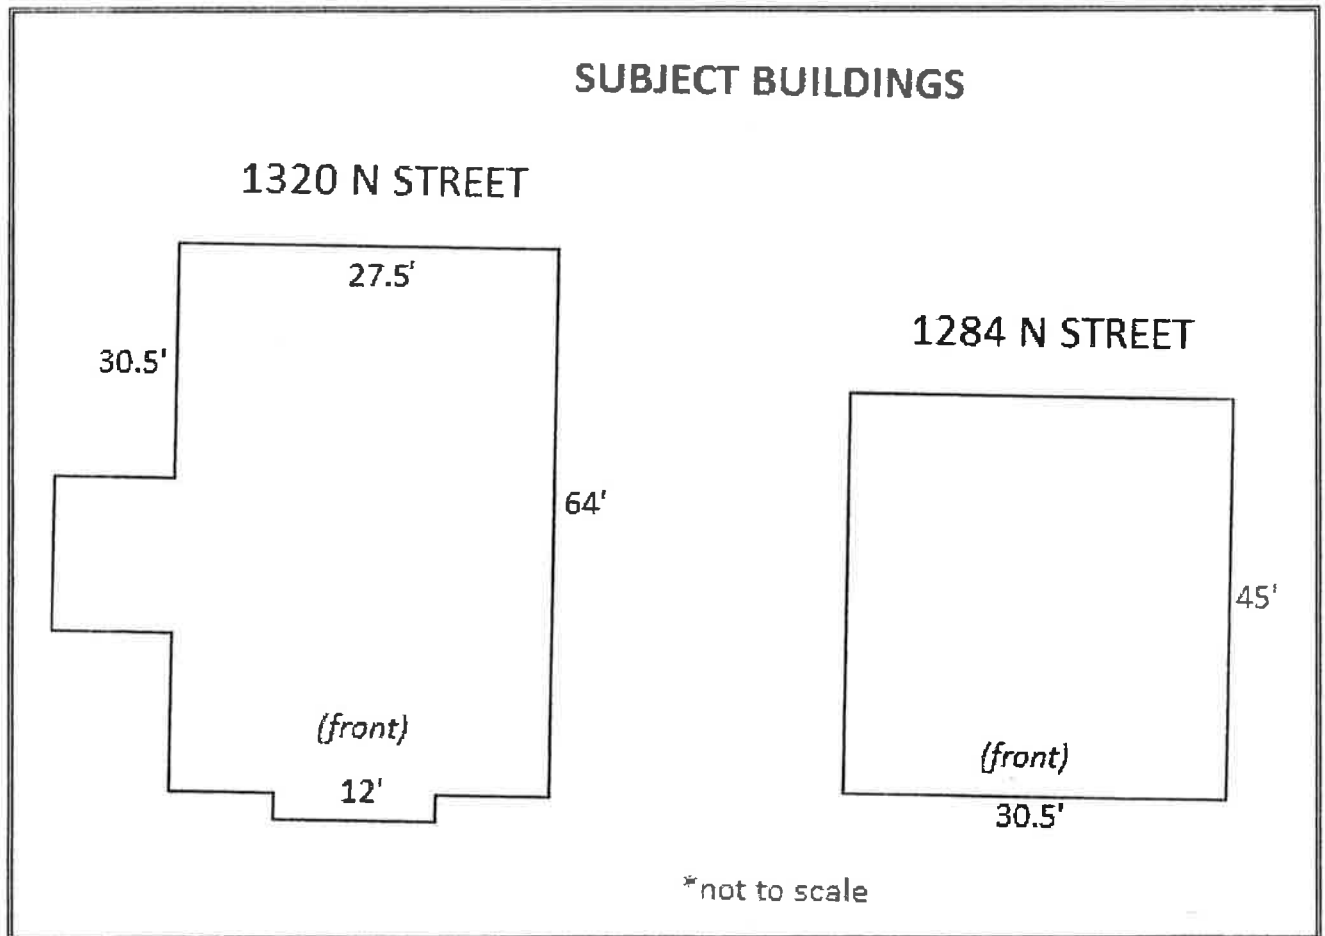 SUBJECT BUILDINGS
1320 N STREET
27.5'
30.5'
64'
(front)
12'
1284 N STREET
45'
(front)
30.5'
*not to scale